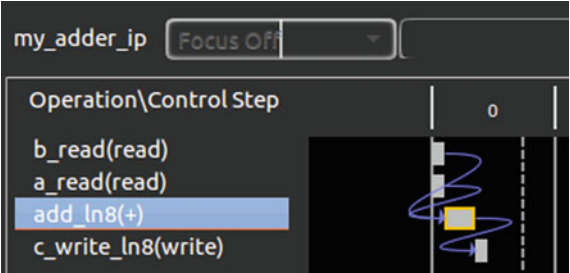 my_adder_ip Focus Off
Operation\Control Step 0
b_read(read)
a_read(read)
add_ln8(+)
c_write_ln8(write)